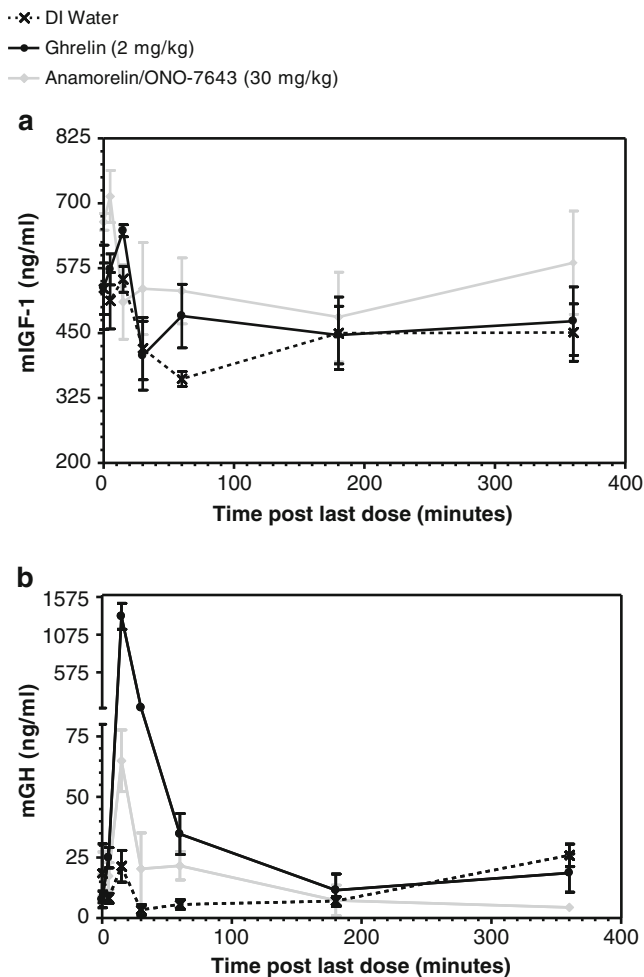 DI Water
Ghrelin (2 mg/kg)
Anamorelin/ONO-7643 (30 mg/kg)
a
825
700
575
450
325
200
mIGF-1 (ng/ml)
0 100 200 300 400
Time post last dose (minutes)
b
1575
1075
575
75
50
25
0
mGH (ng/ml)
0 100 200 300 400
Time post last dose (minutes)